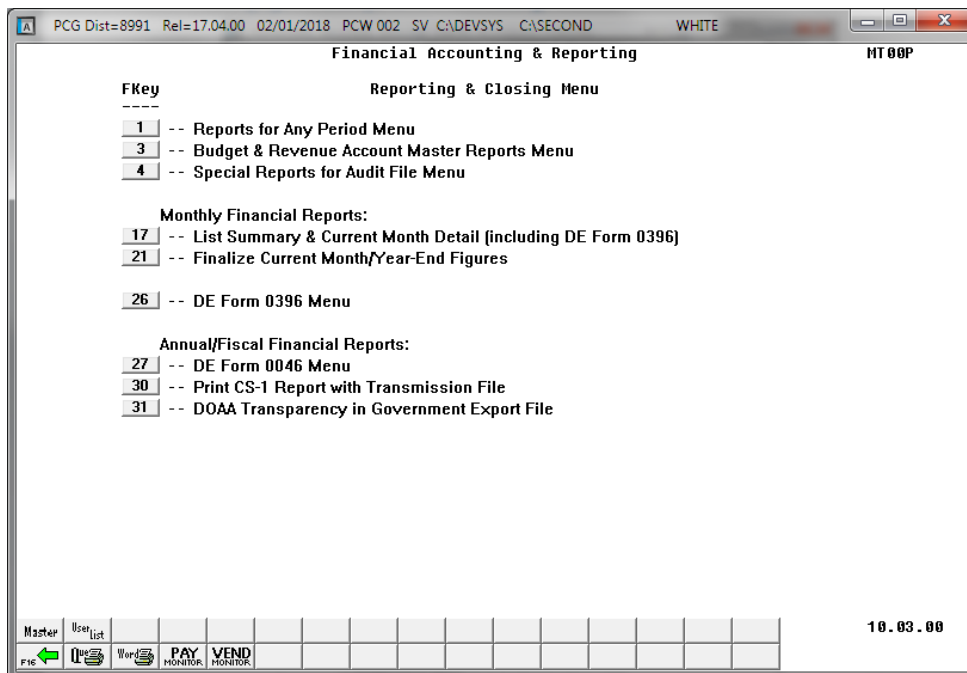 PCG Dist=8991 Rel=17.04.00 02/01/2018 PCW 002 SV C:\DEVSYS C:\SECOND WHITE
Financial Accounting & Reporting MT00P
FKey Reporting & Closing Menu
----
1 -- Reports for Any Period Menu
3 -- Budget & Revenue Account Master Reports Menu
4 -- Special Reports for Audit File Menu
Monthly Financial Reports:
17 -- List Summary & Current Month Detail (including DE Form 0396)
21 -- Finalize Current Month/Year-End Figures
26 -- DE Form 0396 Menu
Annual/Fiscal Financial Reports:
27 -- DE Form 0046 Menu
30 -- Print CS-1 Report with Transmission File
31 -- DOAA Transparency in Government Export File
Master User List 10.03.00
F16 Que Word PAY MONITOR VEND MONITOR